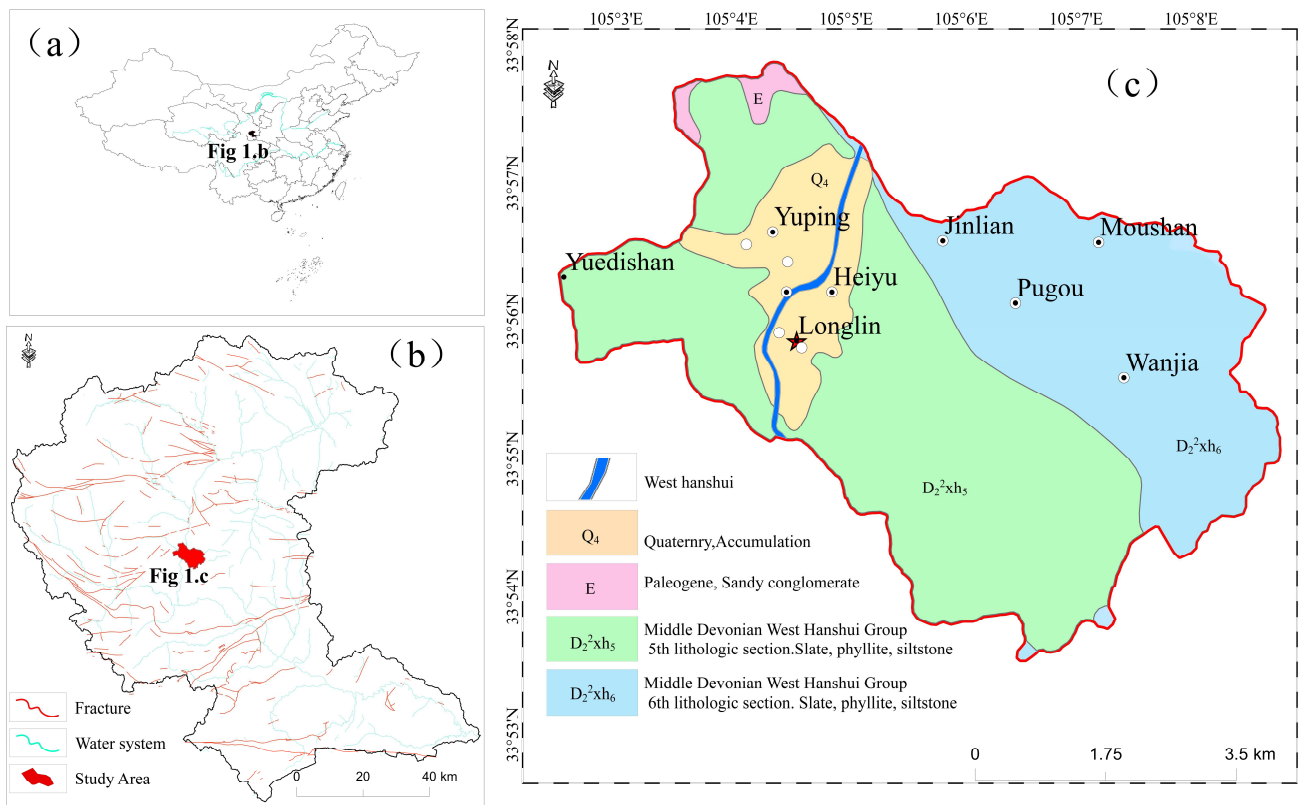 （a）
Fig 1.b
N
（b）
Fig 1.c
Fracture
Water system
Study Area
0 20 40 km
105°3'E 105°4'E 105°5'E 105°6'E 105°7'E 105°8'E
33°58'N
33°57'N
33°56'N
33°55'N
33°54'N
33°53'N
N
（c）
E
Q₄
Yuping
Jinlian
Moushan
Yuedishan
Heiyu
Pugou
Longlin
Wanjia
D₂²xh₆
D₂²xh₅
West hanshui
Q₄ Quaternry,Accumulation
E Paleogene, Sandy conglomerate
D₂²xh₅ Middle Devonian West Hanshui Group
5th lithologic section.Slate, phyllite, siltstone
D₂²xh₆ Middle Devonian West Hanshui Group
6th lithologic section. Slate, phyllite, siltstone
0 1.75 3.5 km